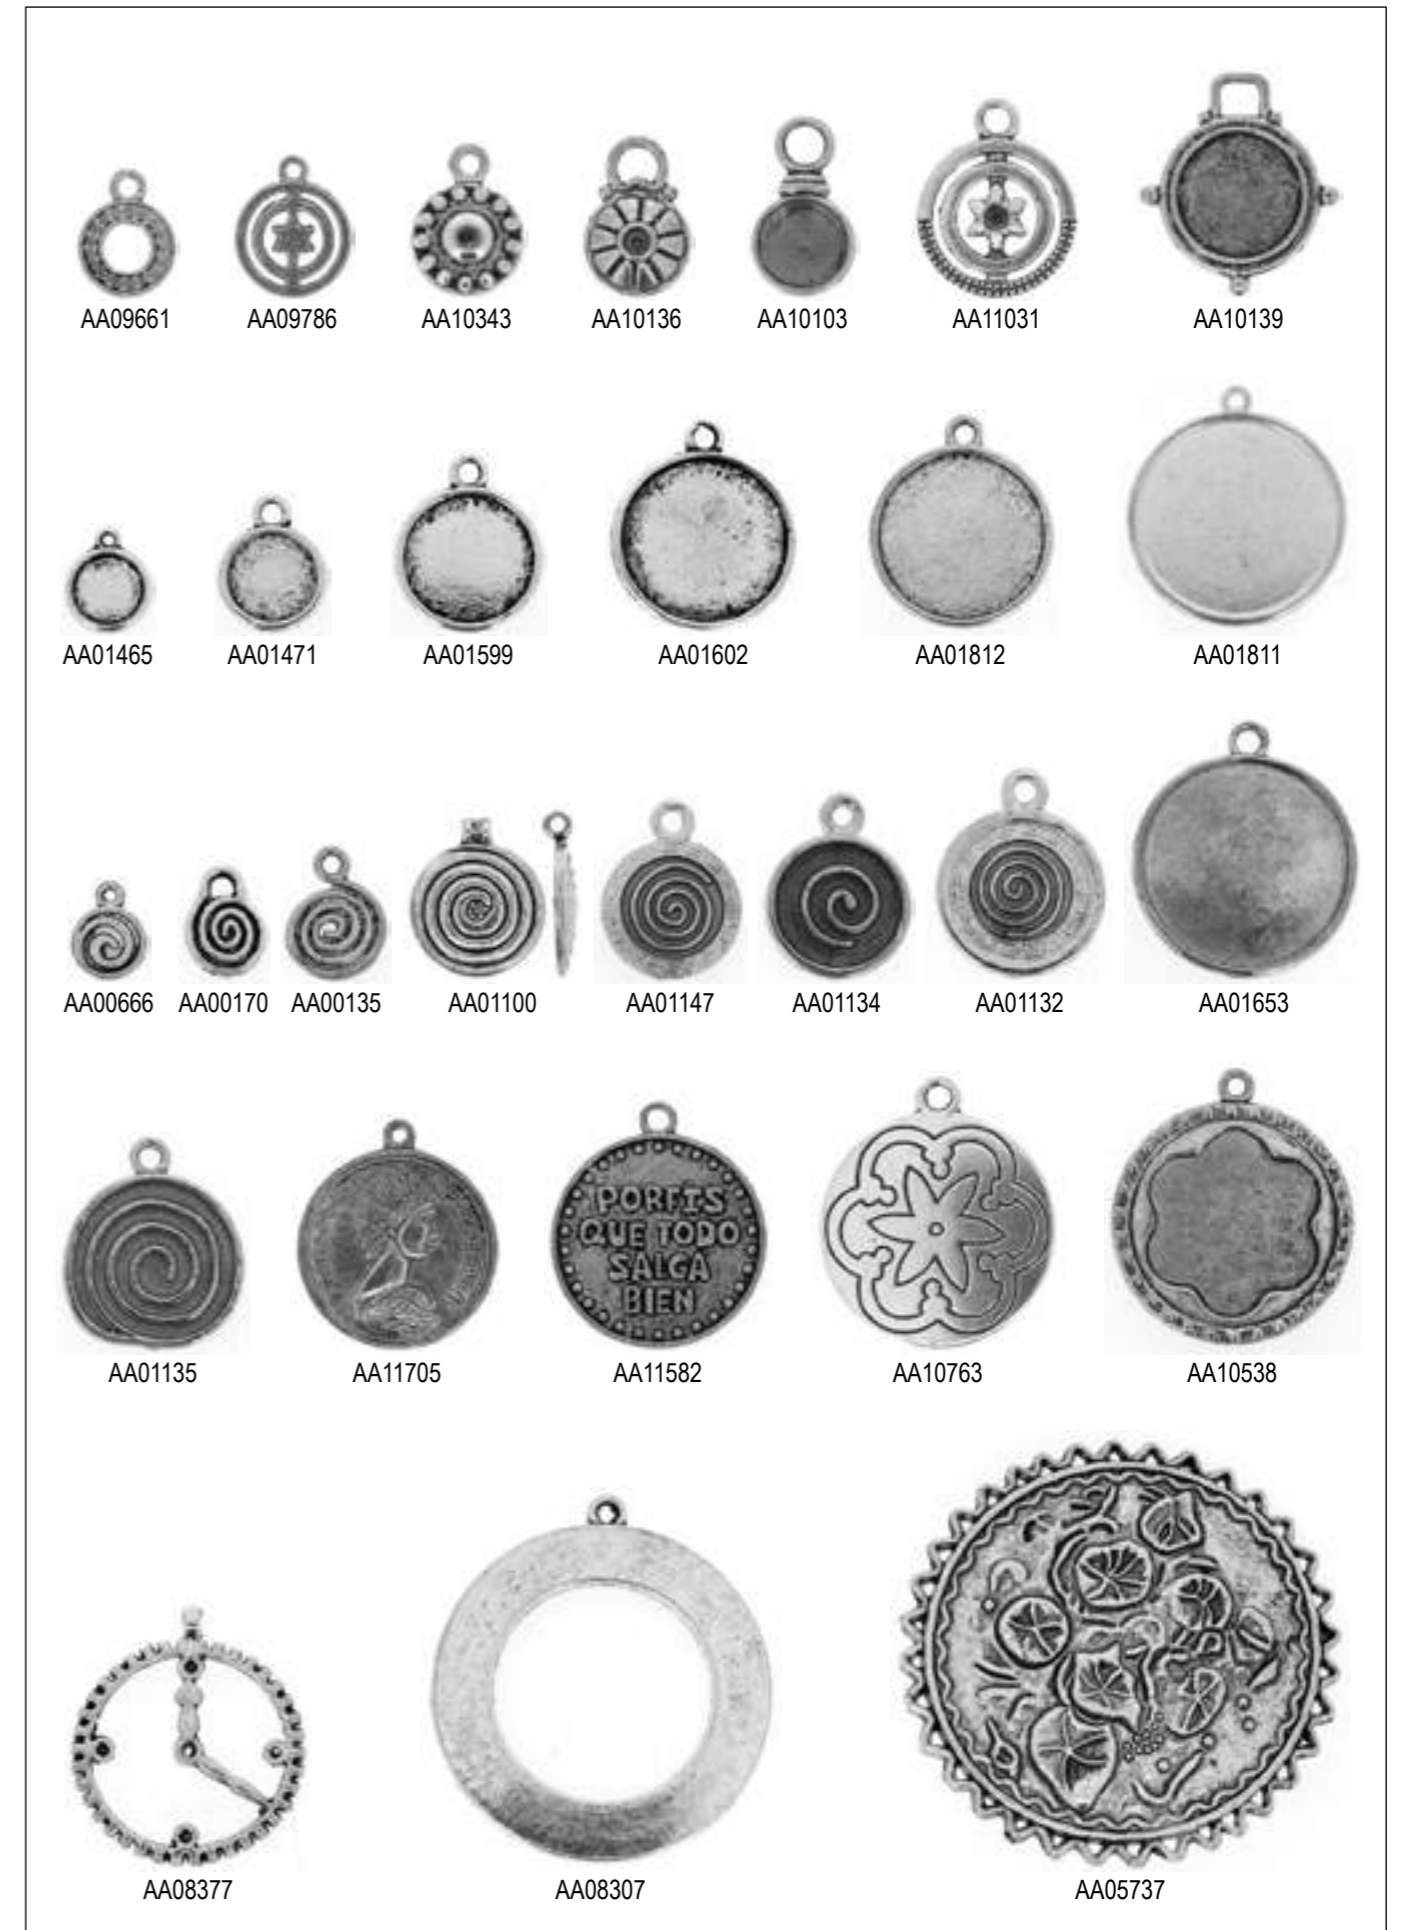 AA09661 AA09786 AA10343 AA10136 AA10103 AA11031 AA10139
AA01465 AA01471 AA01599 AA01602 AA01812 AA01811
AA00666 AA00170 AA00135 AA01100 AA01147 AA01134 AA01132 AA01653
PORFIS
QUE TODO
SALGA
BIEN
AA01135 AA11705 AA11582 AA10763 AA10538
AA08377 AA08307 AA05737